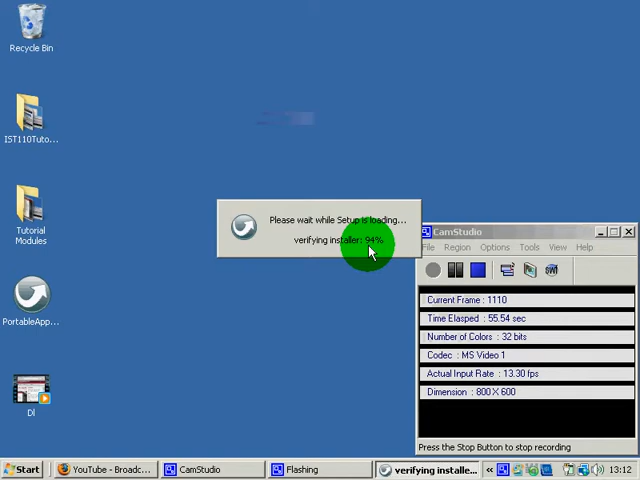 Recycle Bin
IST110Tuto...
Tutorial
Modules
PortableApp...
Dl
Please wait while Setup is loading...
verifying installer: 94%
CamStudio
File Region Options Tools View Help
Current Frame : 1110
Time Elasped : 55.54 sec
Number of Colors : 32 bits
Codec : MS Video 1
Actual Input Rate : 13.30 fps
Dimension : 800 X 600
Press the Stop Button to stop recording
Start
YouTube - Broadc...
CamStudio
Flashing
verifying installe...
13:12